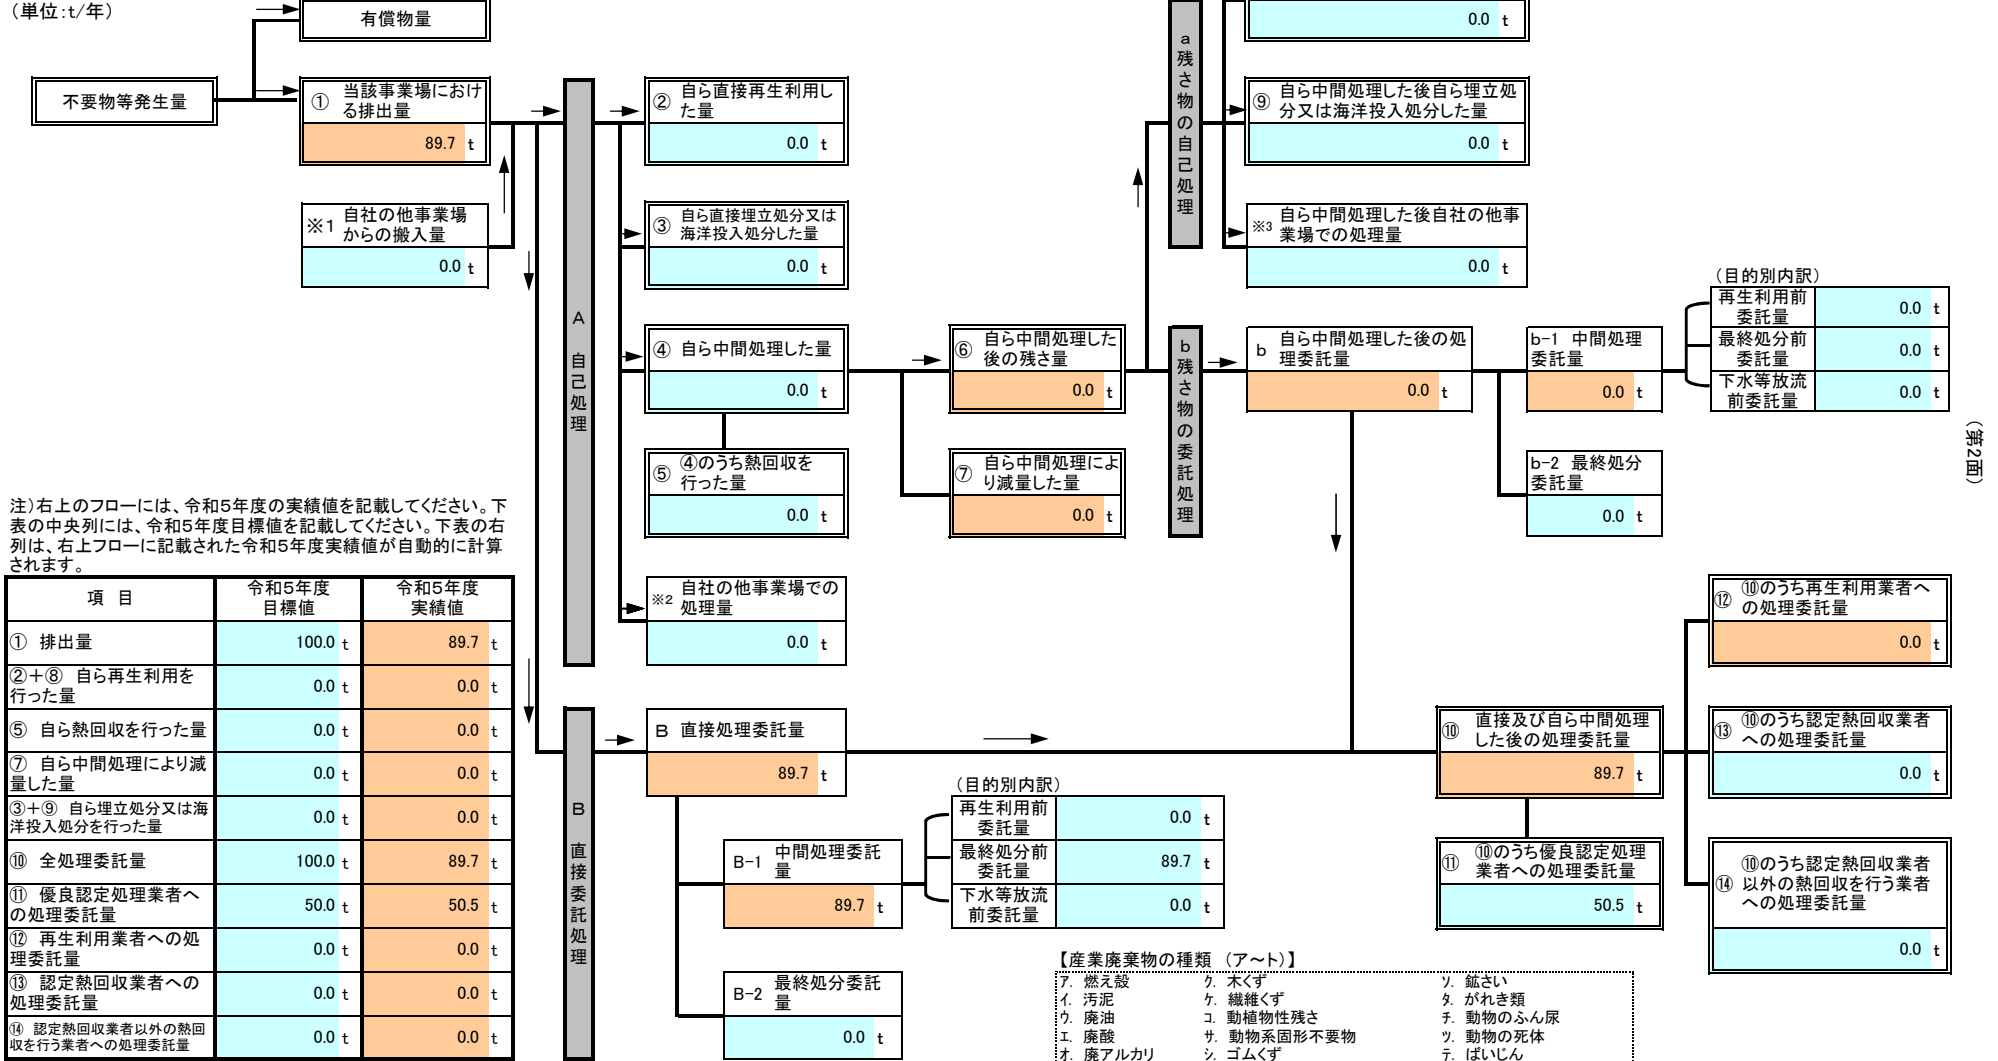 （単位：t/年）
有償物量
不要物等発生量
① 当該事業場におけ
る排出量
89.7 t
※1 自社の他事業場
からの搬入量
0.0 t
A 自己処理
② 自ら直接再生利用し
た量
0.0 t
③ 自ら直接埋立処分又は
海洋投入処分した量
0.0 t
④ 自ら中間処理した量
0.0 t
⑤ ④のうち熱回収を
行った量
0.0 t
※2 自社の他事業場での
処理量
0.0 t
⑥ 自ら中間処理した
後の残さ量
0.0 t
⑦ 自ら中間処理によ
り減量した量
0.0 t
a 残さ物の自己処理
0.0 t
⑨ 自ら中間処理した後自ら埋立処
分又は海洋投入処分した量
0.0 t
※3 自ら中間処理した後自社の他事
業場での処理量
0.0 t
b 残さ物の委託処理
b 自ら中間処理した後の処
理委託量
0.0 t
b-1 中間処理
委託量
0.0 t
b-2 最終処分
委託量
0.0 t
（目的別内訳）
再生利用前
委託量 0.0 t
最終処分前
委託量 0.0 t
下水等放流
前委託量 0.0 t
（第2面）
注）右上のフローには、令和5年度の実績値を記載してください。下
表の中央列には、令和5年度目標値を記載してください。下表の右
列は、右上フローに記載された令和5年度実績値が自動的に計算
されます。
項 目 令和5年度 目標値 令和5年度 実績値
① 排出量 100.0 t 89.7 t
②＋⑧ 自ら再生利用を
行った量 0.0 t 0.0 t
⑤ 自ら熱回収を行った量 0.0 t 0.0 t
⑦ 自ら中間処理により減
量した量 0.0 t 0.0 t
③＋⑨ 自ら埋立処分又は海
洋投入処分を行った量 0.0 t 0.0 t
⑩ 全処理委託量 100.0 t 89.7 t
⑪ 優良認定処理業者へ
の処理委託量 50.0 t 50.5 t
⑫ 再生利用業者への処
理委託量 0.0 t 0.0 t
⑬ 認定熱回収業者への
処理委託量 0.0 t 0.0 t
⑭ 認定熱回収業者以外の熱回
収を行う業者への処理委託量 0.0 t 0.0 t
B 直接委託処理
B 直接処理委託量
89.7 t
B-1 中間処理委託
量
89.7 t
B-2 最終処分委託
量
0.0 t
（目的別内訳）
再生利用前
委託量 0.0 t
最終処分前
委託量 89.7 t
下水等放流
前委託量 0.0 t
⑩ 直接及び自ら中間処理
した後の処理委託量
89.7 t
⑪ ⑩のうち優良認定処理
業者への処理委託量
50.5 t
⑫ ⑩のうち再生利用業者へ
の処理委託量
0.0 t
⑬ ⑩のうち認定熱回収業者
への処理委託量
0.0 t
⑭ ⑩のうち認定熱回収業者
以外の熱回収を行う業者
への処理委託量
0.0 t
【産業廃棄物の種類 （ア～ト）】
ア. 燃え殻 ク. 木くず ソ. 鉱さい
イ. 汚泥 ケ. 繊維くず タ. がれき類
ウ. 廃油 コ. 動植物性残さ チ. 動物のふん尿
エ. 廃酸 サ. 動物系固形不要物 ツ. 動物の死体
オ. 廃アルカリ シ. ゴムくず テ. ばいじん